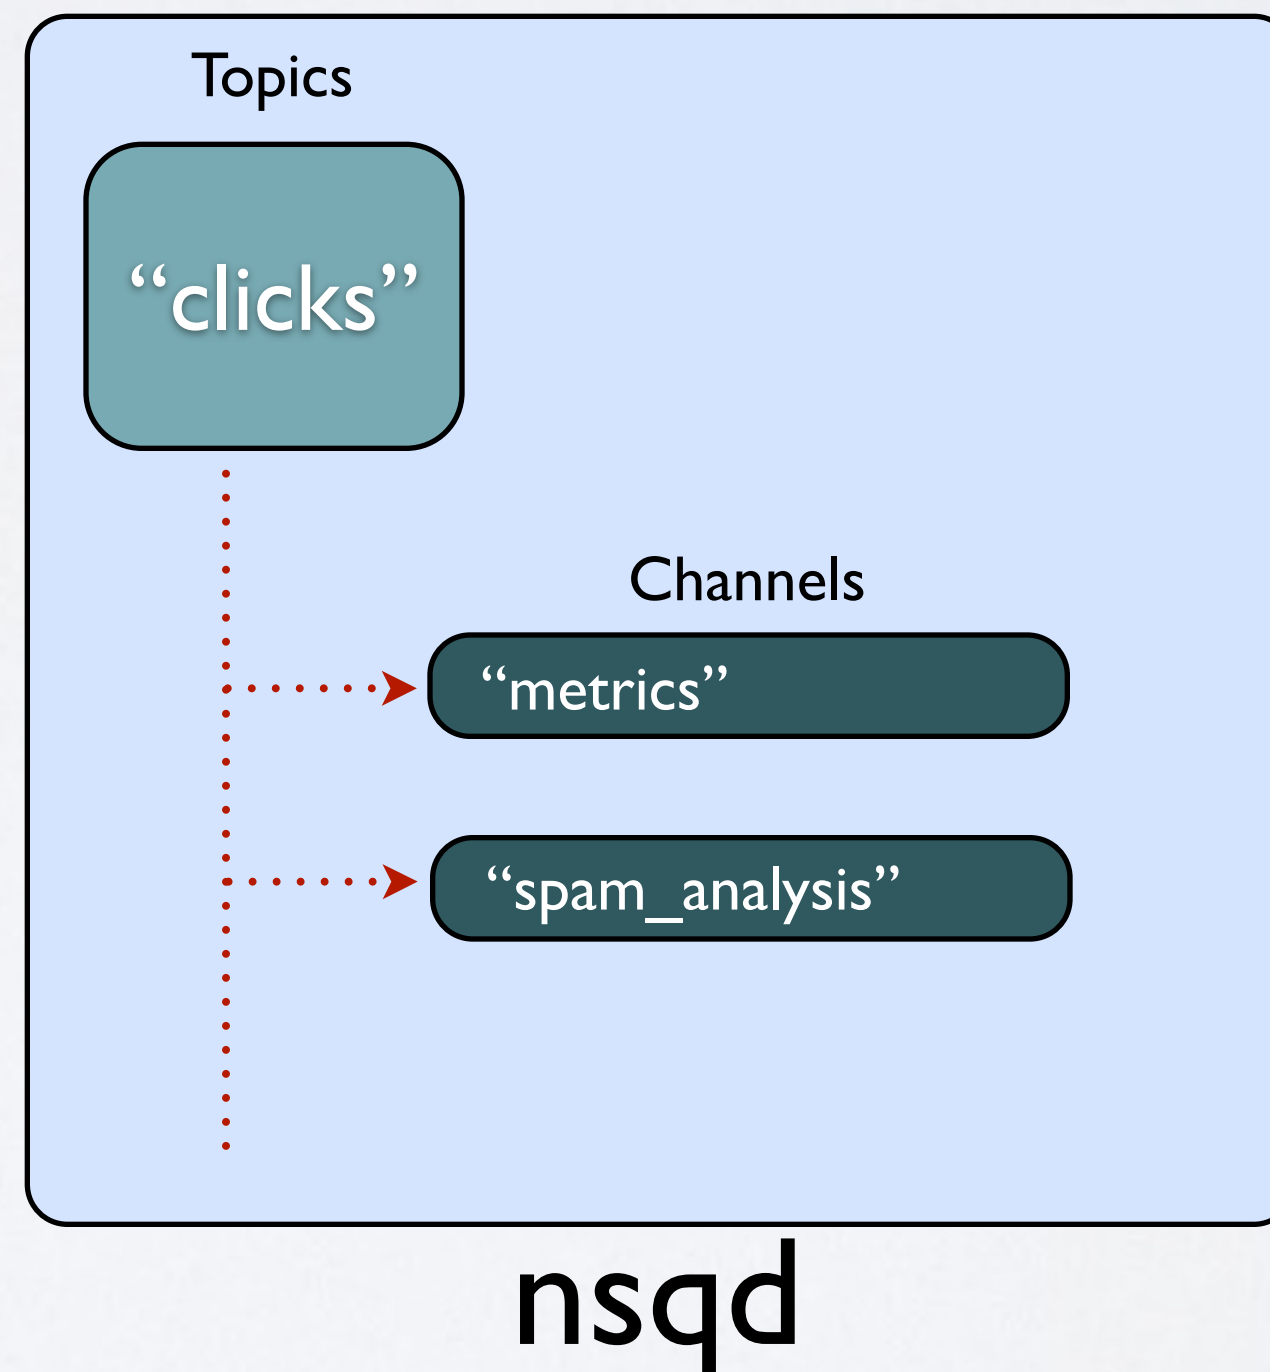 Topics
“clicks”
Channels
“metrics”
“spam_analysis”
nsqd